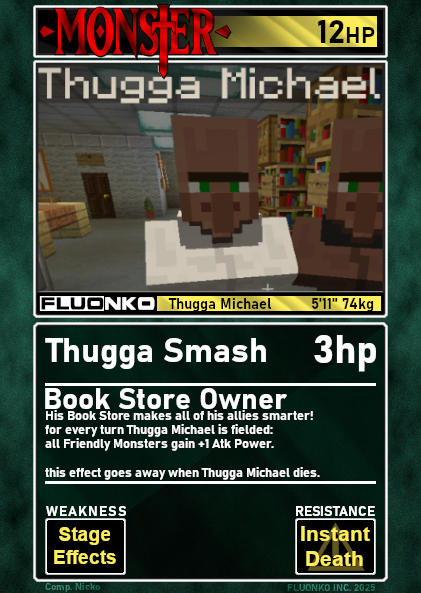 MONSTER
12HP
Thugga Michael
FLUONKO
Thugga Michael 5'11" 74kg
Thugga Smash 3hp
Book Store Owner
His Book Store makes all of his allies smarter!
for every turn Thugga Michael is fielded:
all Friendly Monsters gain +1 Atk Power.
this effect goes away when Thugga Michael dies.
WEAKNESS RESISTANCE
Stage
Effects
Instant
Death
Comp. Nicko FLUONKO INC. 2025